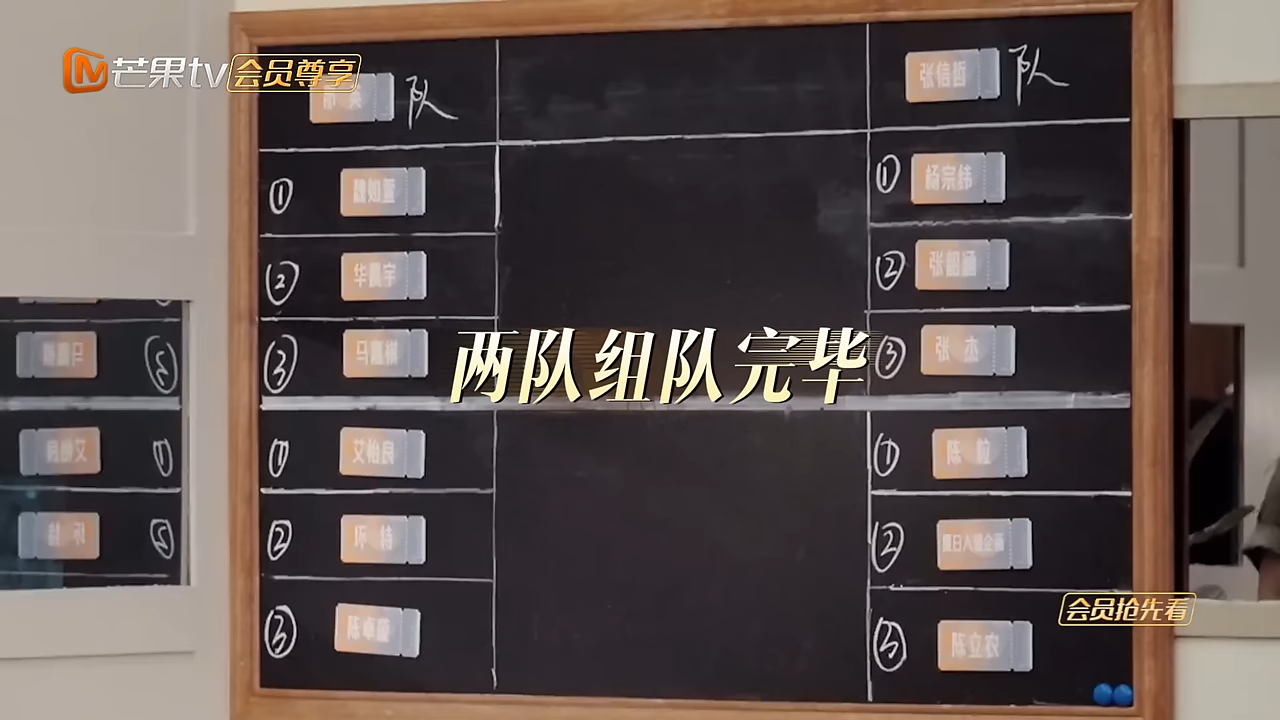 芒果tv会员尊享
队
① 魏如萱
② 华晨宇
③ 马嘉祺
① 艾怡良
② 坏 特
③ 陈卓璇
两队组队完毕
张信哲 队
① 杨宗纬
② 张韶涵
③ 张 杰
① 陈 粒
② 夏日入侵企画
③ 陈立农
会员抢先看